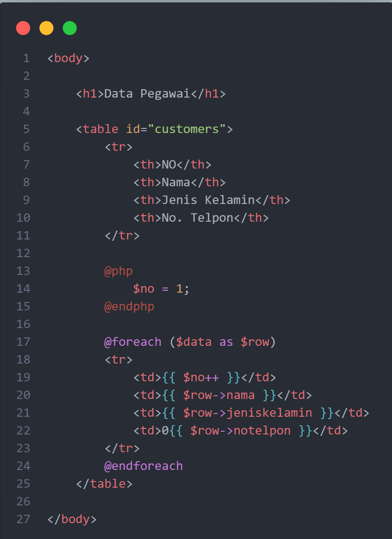 1 <body>
2
3     <h1>Data Pegawai</h1>
4
5     <table id="customers">
6         <tr>
7             <th>NO</th>
8             <th>Nama</th>
9             <th>Jenis Kelamin</th>
10             <th>No. Telpon</th>
11         </tr>
12
13         @php
14             $no = 1;
15         @endphp
16
17         @foreach ($data as $row)
18         <tr>
19             <td>{{ $no++ }}</td>
20             <td>{{ $row->nama }}</td>
21             <td>{{ $row->jeniskelamin }}</td>
22             <td>0{{ $row->notelpon }}</td>
23         </tr>
24         @endforeach
25     </table>
26
27 </body>